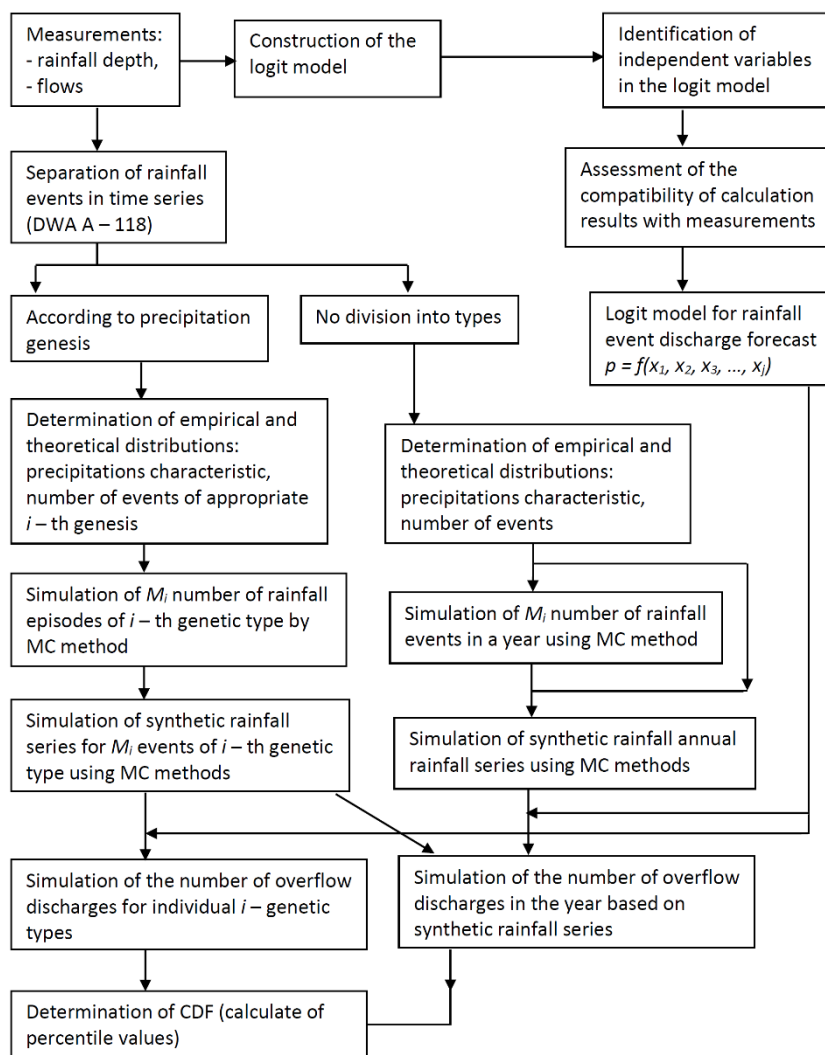 Measurements:
- rainfall depth,
- flows
Construction of the
logit model
Identification of
independent variables
in the logit model
Separation of rainfall
events in time series
(DWA A – 118)
Assessment of the
compatibility of calculation
results with measurements
According to precipitation
genesis
No division into types
Logit model for rainfall
event discharge forecast
p = f(x₁, x₂, x₃, ..., xⱼ)
Determination of empirical and
theoretical distributions:
precipitations characteristic,
number of events of appropriate
i – th genesis
Determination of empirical and
theoretical distributions:
precipitations characteristic,
number of events
Simulation of Mᵢ number of rainfall
episodes of i – th genetic type by
MC method
Simulation of Mᵢ number of rainfall
events in a year using MC method
Simulation of synthetic rainfall
series for Mᵢ events of i – th genetic
type using MC methods
Simulation of synthetic rainfall annual
rainfall series using MC methods
Simulation of the number of overflow
discharges for individual i – genetic
types
Simulation of the number of overflow
discharges in the year based on
synthetic rainfall series
Determination of CDF (calculate of
percentile values)